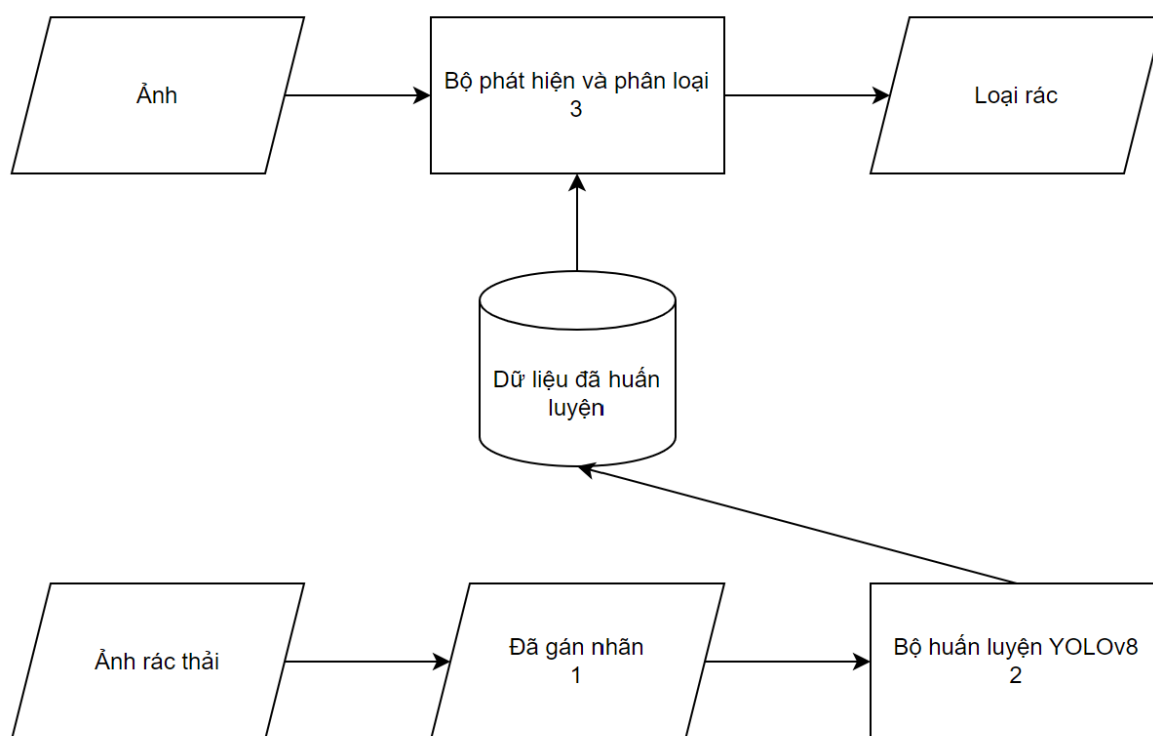 Ảnh
Bộ phát hiện và phân loại
3
Loại rác
Dữ liệu đã huấn
luyện
Ảnh rác thải
Đã gán nhãn
1
Bộ huấn luyện YOLOv8
2